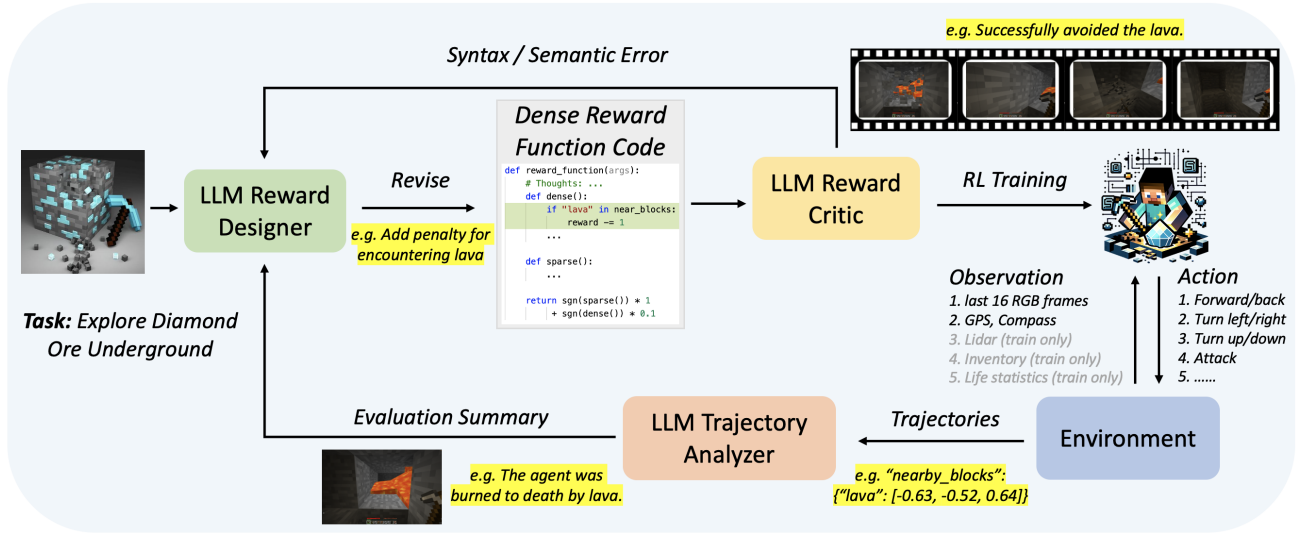 e.g. Successfully avoided the lava.
Syntax / Semantic Error
Dense Reward
Function Code
def reward_function(args):
# Thoughts: ...
def dense():
if "lava" in near_blocks:
reward -= 1
...
def sparse():
...
return sgn(sparse()) * 1
+ sgn(dense()) * 0.1
LLM Reward
Designer
Revise
e.g. Add penalty for
encountering lava
LLM Reward
Critic
RL Training
Task: Explore Diamond
Ore Underground
Observation
1. last 16 RGB frames
2. GPS, Compass
3. Lidar (train only)
4. Inventory (train only)
5. Life statistics (train only)
Action
1. Forward/back
2. Turn left/right
3. Turn up/down
4. Attack
5. ......
Evaluation Summary
LLM Trajectory
Analyzer
Trajectories
Environment
e.g. The agent was
burned to death by lava.
e.g. “nearby_blocks”:
{“lava”: [-0.63, -0.52, 0.64]}